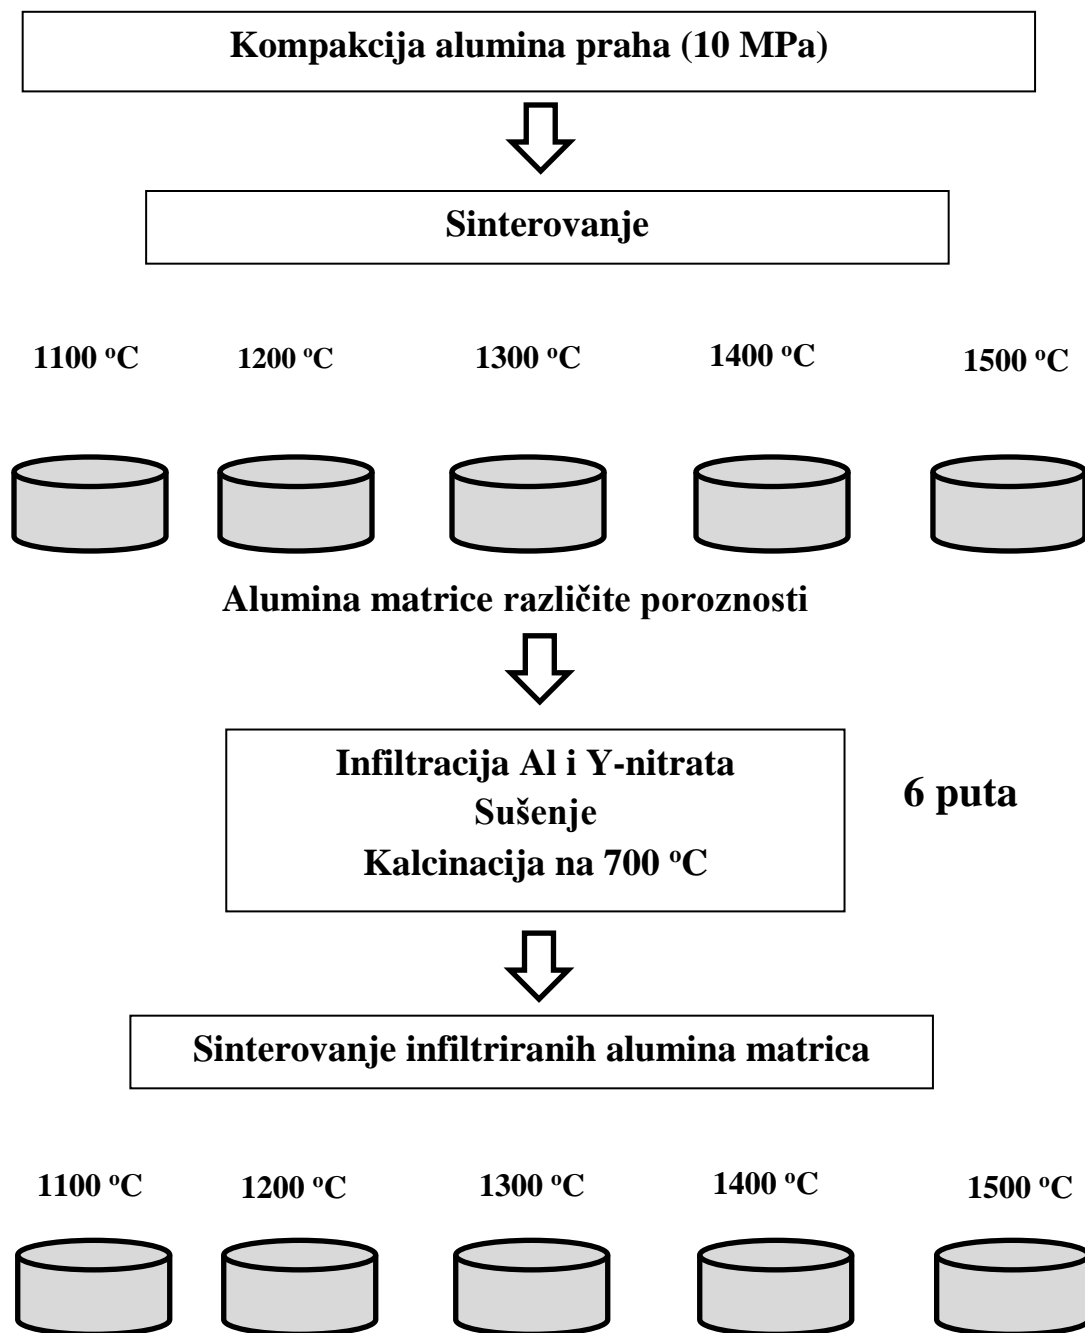 Kompakcija alumina praha (10 MPa)
Sinterovanje
1100 ºC 1200 ºC 1300 ºC 1400 ºC 1500 ºC
Alumina matrice različite poroznosti
Infiltracija Al i Y-nitrata
Sušenje
Kalcinacija na 700 ºC
6 puta
Sinterovanje infiltriranih alumina matrica
1100 ºC 1200 ºC 1300 ºC 1400 ºC 1500 ºC